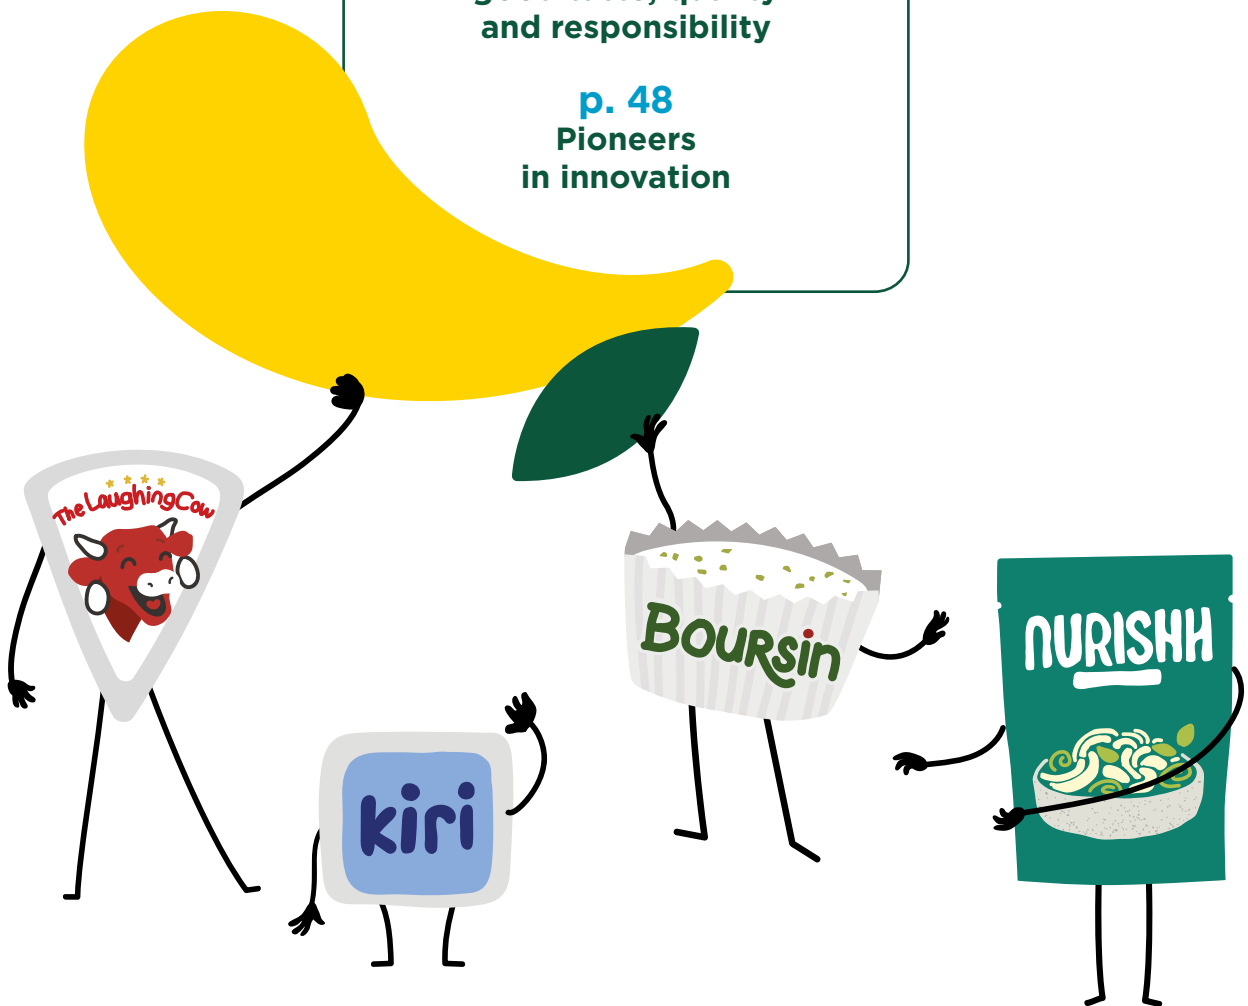 and responsibility
p. 48
Pioneers
in innovation
The Laughing Cow
BOURSin
NURISHH
kiri